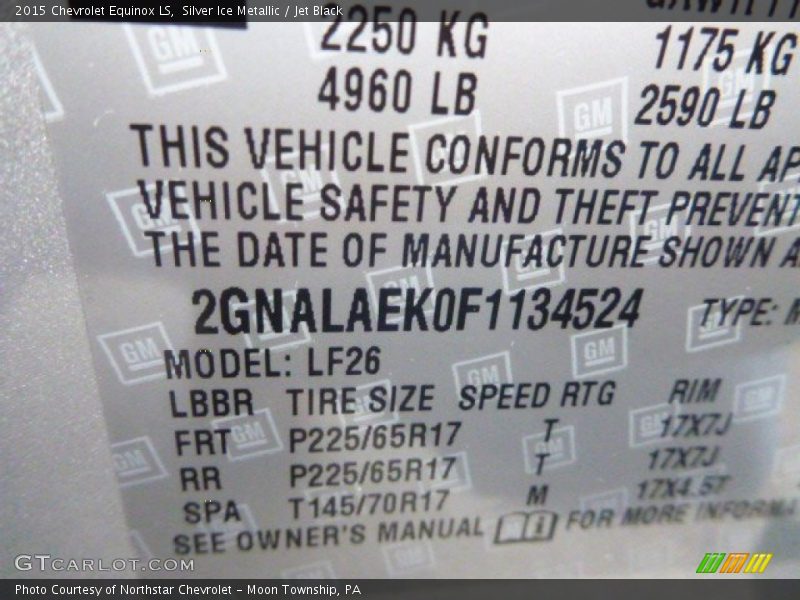 2015 Chevrolet Equinox LS, Silver Ice Metallic / Jet Black
2250 KG 1175 KG
4960 LB 2590 LB
THIS VEHICLE CONFORMS TO ALL AP
VEHICLE SAFETY AND THEFT PREVENT
THE DATE OF MANUFACTURE SHOWN A
2GNALAEK0F1134524 TYPE: M
MODEL: LF26
LBBR TIRE SIZE SPEED RTG RIM
FRT P225/65R17 T 17X7J
RR P225/65R17 T 17X7J
SPA T145/70R17 M 17X4.5T
SEE OWNER'S MANUAL FOR MORE INFORMA
GTCARLOT.COM
Photo Courtesy of Northstar Chevrolet - Moon Township, PA